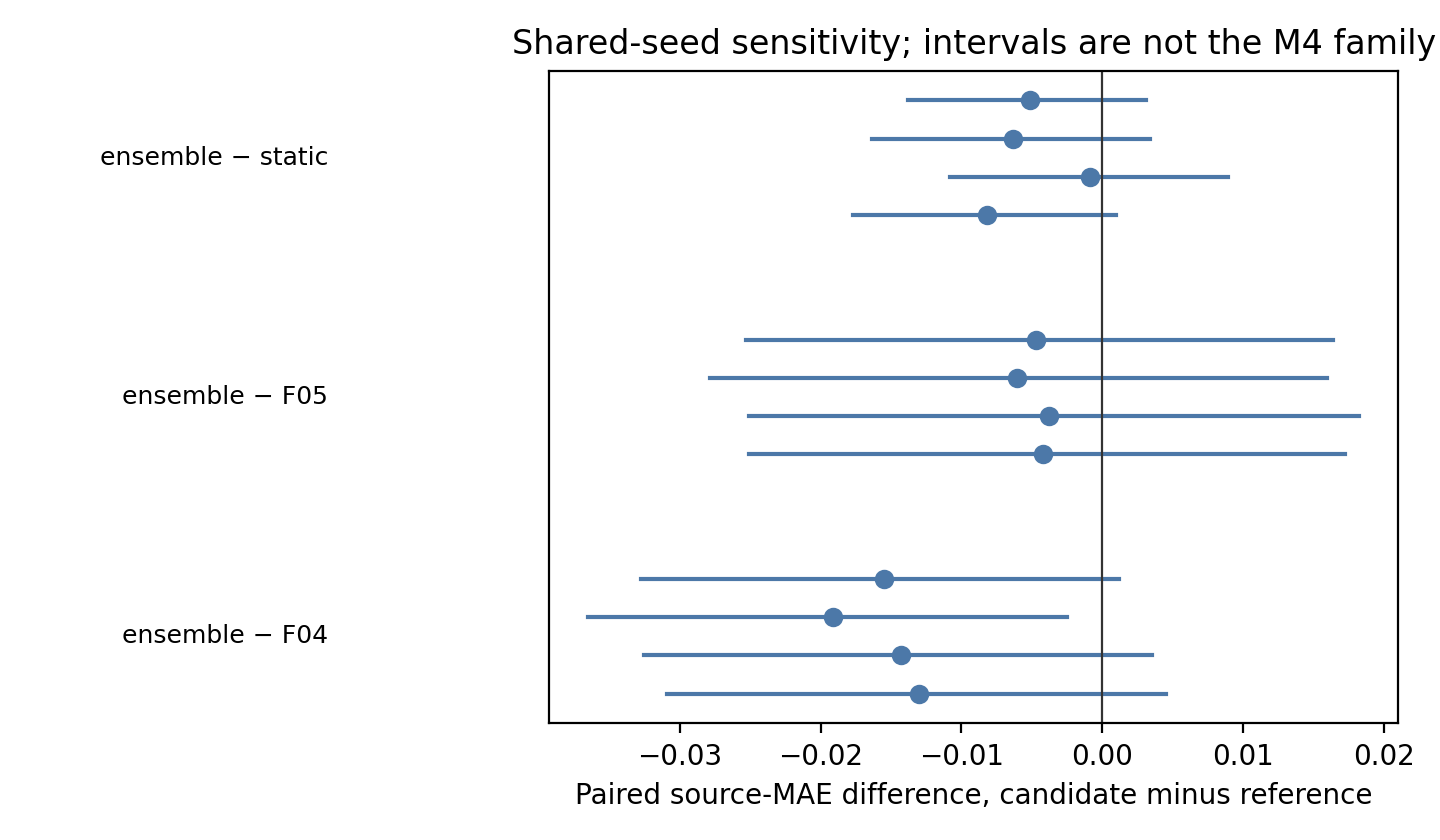 Shared-seed sensitivity; intervals are not the M4 family
ensemble − static
ensemble − F05
ensemble − F04
−0.03 −0.02 −0.01 0.00 0.01 0.02
Paired source-MAE difference, candidate minus reference